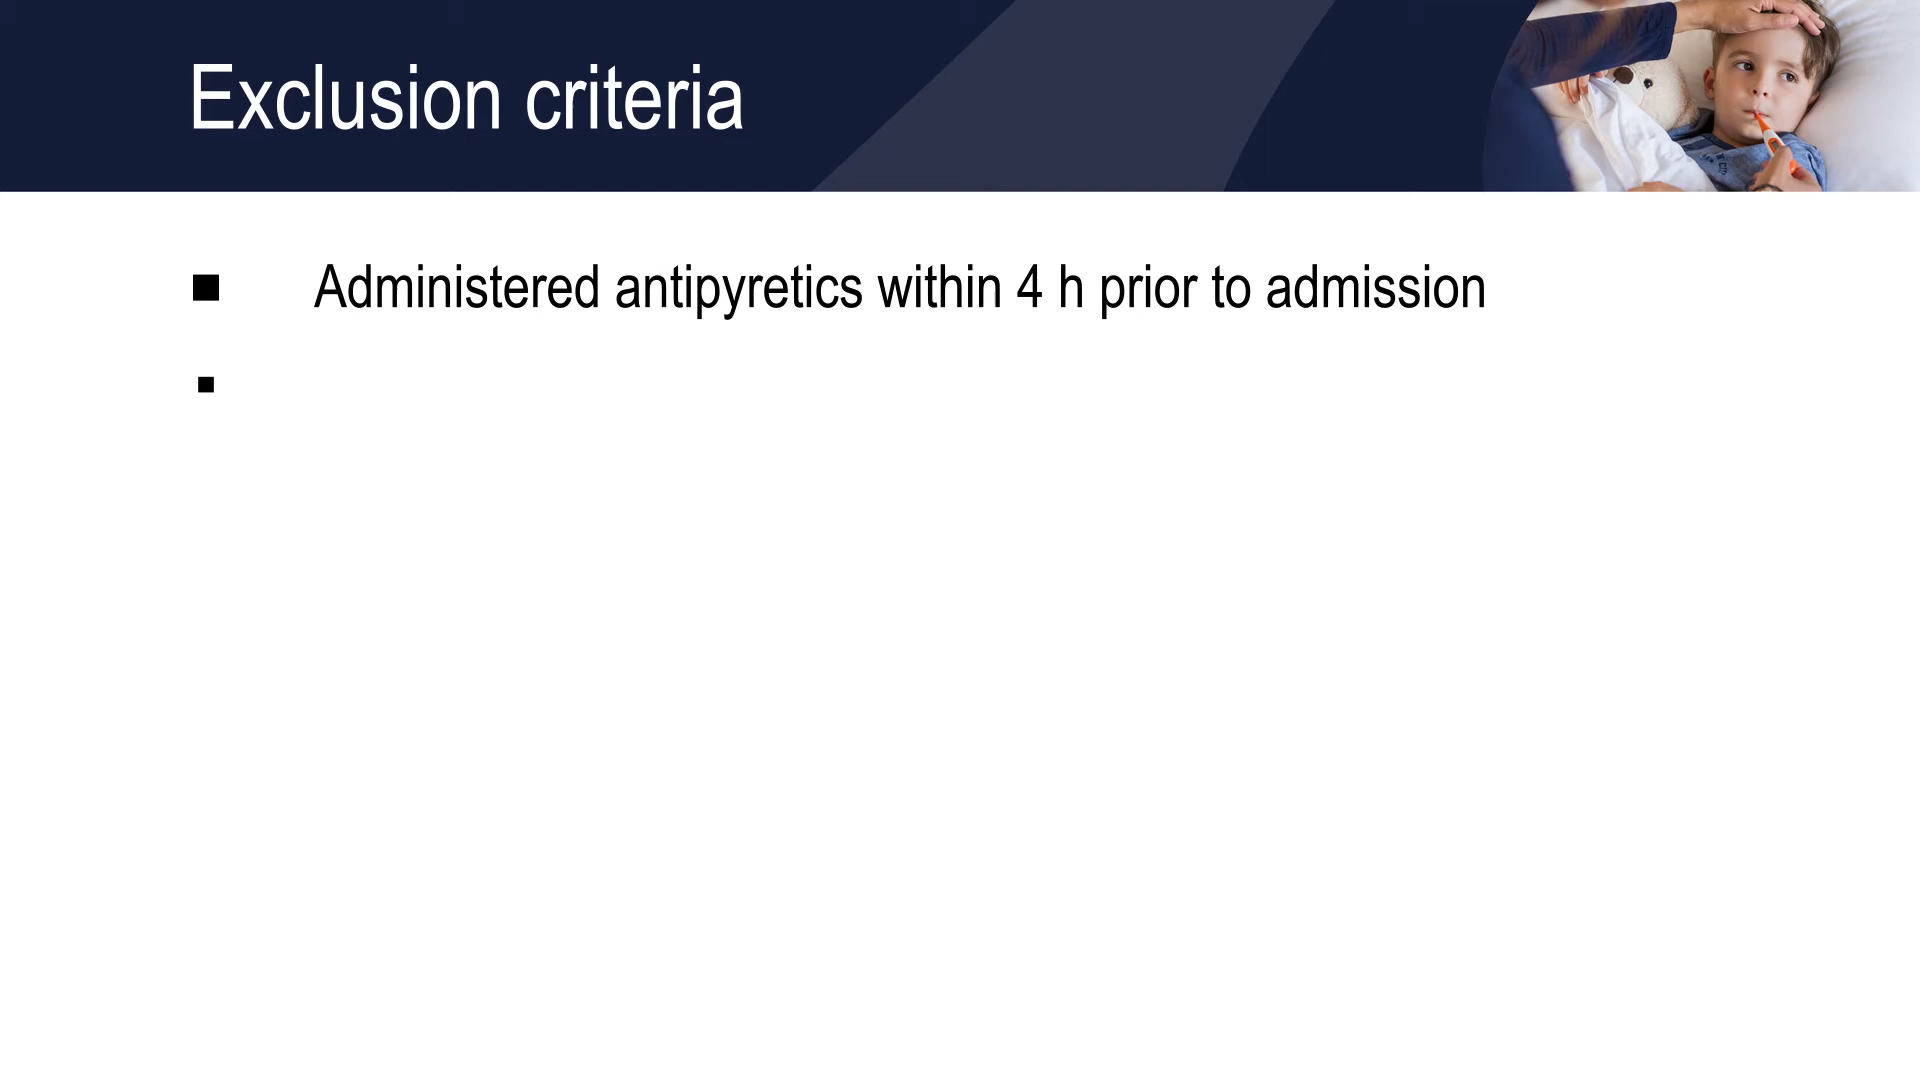 Exclusion criteria
■ Administered antipyretics within 4 h prior to admission
▪